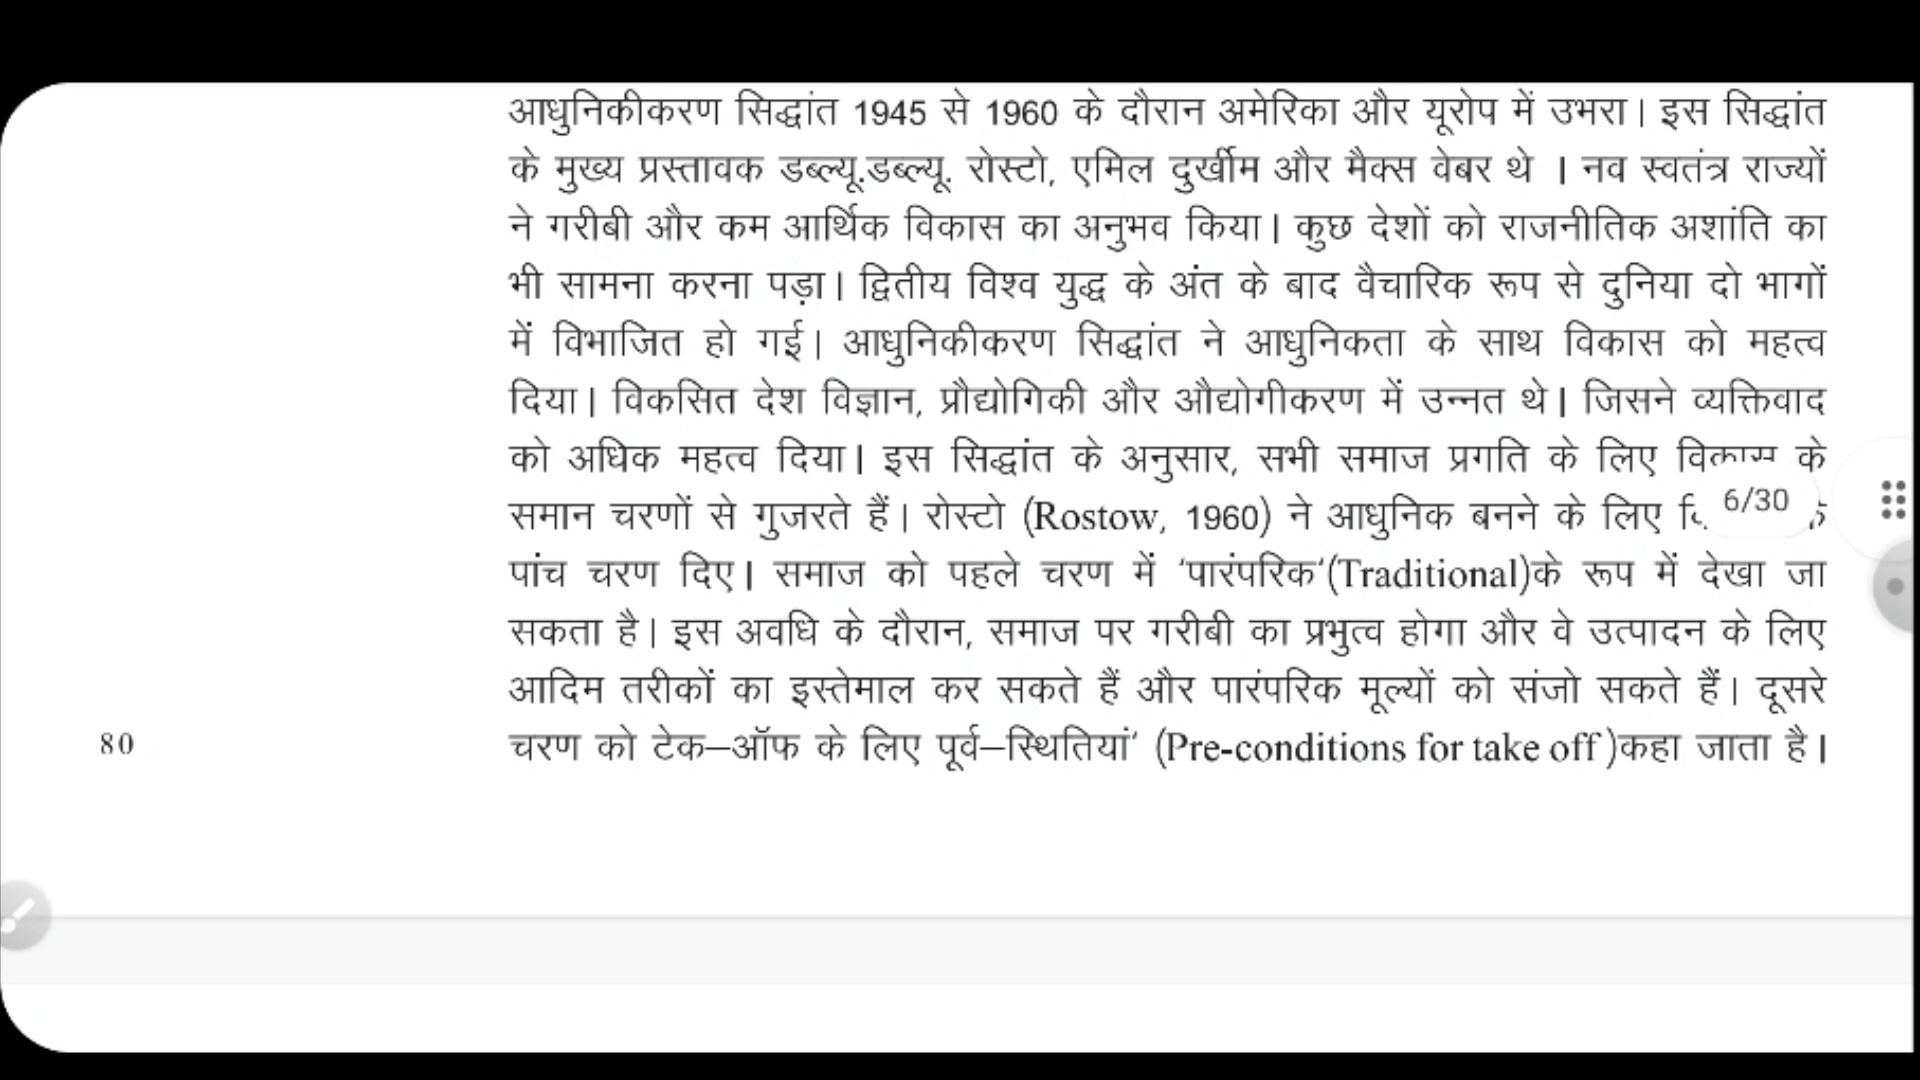 आधुनिकीकरण सिद्धांत 1945 से 1960 के दौरान अमेरिका और यूरोप में उभरा। इस सिद्धांत
के मुख्य प्रस्तावक डब्ल्यू.डब्ल्यू. रोस्टो, एमिल दुर्खीम और मैक्स वेबर थे । नव स्वतंत्र राज्यों
ने गरीबी और कम आर्थिक विकास का अनुभव किया। कुछ देशों को राजनीतिक अशांति का
भी सामना करना पड़ा। द्वितीय विश्व युद्ध के अंत के बाद वैचारिक रूप से दुनिया दो भागों
में विभाजित हो गई। आधुनिकीकरण सिद्धांत ने आधुनिकता के साथ विकास को महत्व
दिया। विकसित देश विज्ञान, प्रौद्योगिकी और औद्योगीकरण में उन्नत थे। जिसने व्यक्तिवाद
को अधिक महत्व दिया। इस सिद्धांत के अनुसार, सभी समाज प्रगति के लिए विकास के
समान चरणों से गुजरते हैं। रोस्टो (Rostow, 1960) ने आधुनिक बनने के लिए
6/30
पांच चरण दिए। समाज को पहले चरण में 'पारंपरिक'(Traditional)के रूप में देखा जा
सकता है। इस अवधि के दौरान, समाज पर गरीबी का प्रभुत्व होगा और वे उत्पादन के लिए
आदिम तरीकों का इस्तेमाल कर सकते हैं और पारंपरिक मूल्यों को संजो सकते हैं। दूसरे
चरण को टेक–ऑफ के लिए पूर्व–स्थितियां' (Pre-conditions for take off)कहा जाता है।
80